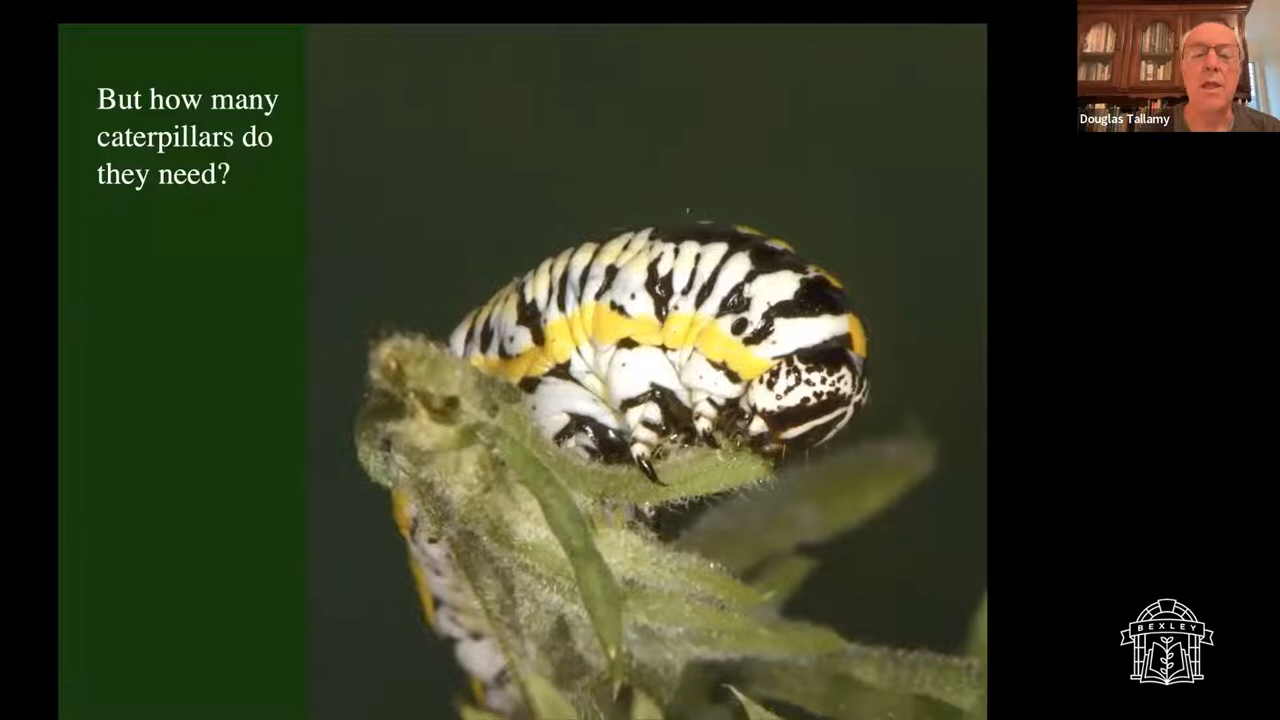 But how many
caterpillars do
they need?
Douglas Tallamy
BEXLEY